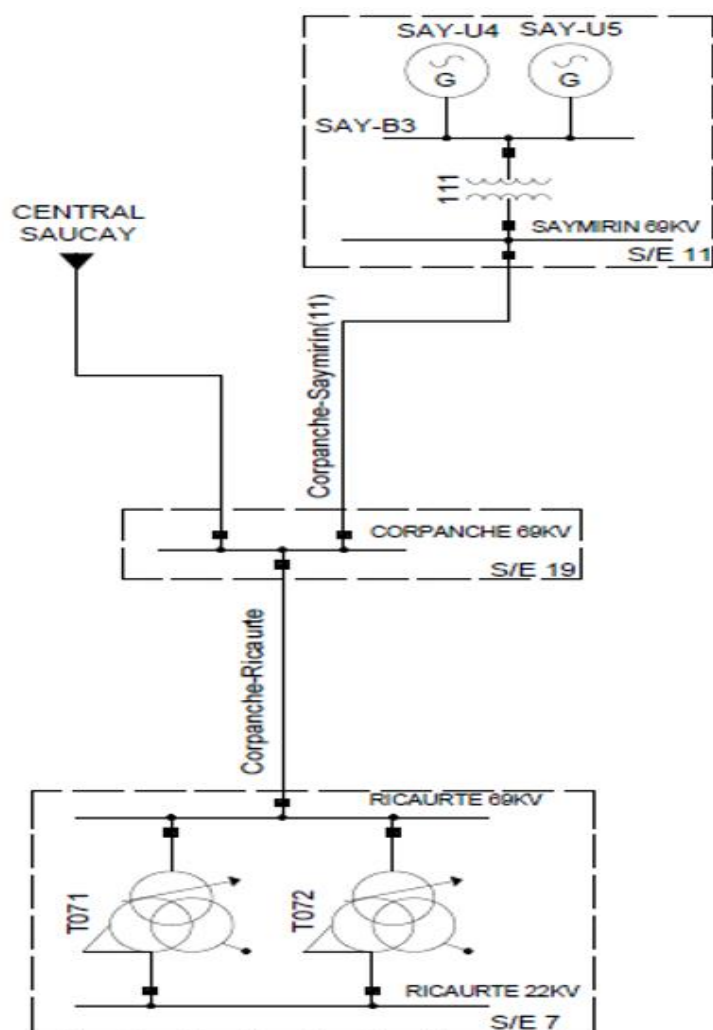 SAY-U4 SAY-U5
G G
SAY-B3
111
CENTRAL
SAUCAY
SAYMIRIN 69KV
S/E 11
Corpanche-Saymirín(11)
CORPANCHE 69KV
S/E 19
Corpanche-Ricaurte
RICAURTE 69KV
T071
T072
RICAURTE 22KV
S/E 7